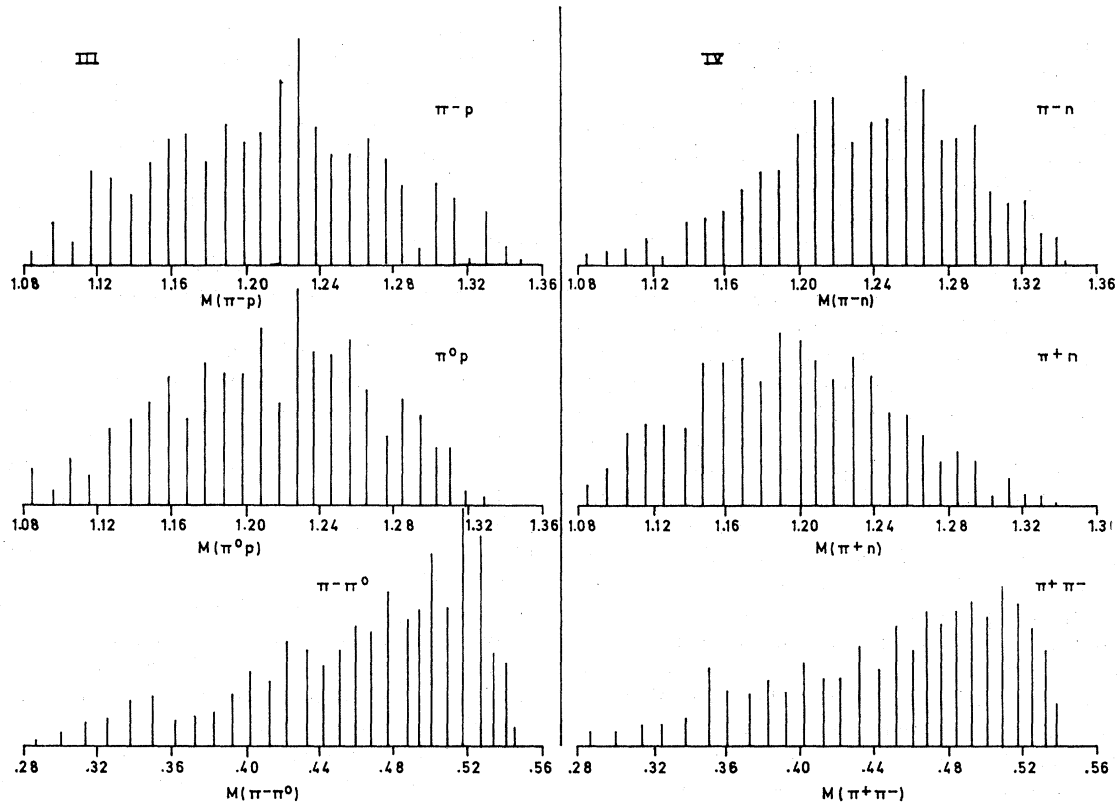 III
π-p
1.08 1.12 1.16 1.20 1.24 1.28 1.32 1.36
M(π-p)
π⁰p
1.08 1.12 1.16 1.20 1.24 1.28 1.32 1.36
M(π⁰p)
π-π⁰
.28 .32 .36 .40 .44 .48 .52 .56
M(π-π⁰)
IV
π-n
1.08 1.12 1.16 1.20 1.24 1.28 1.32 1.36
M(π-n)
π+n
1.08 1.12 1.16 1.20 1.24 1.28 1.32
M(π+n)
π+π-
.28 .32 .36 .40 .44 .48 .52 .56
M(π+π-)